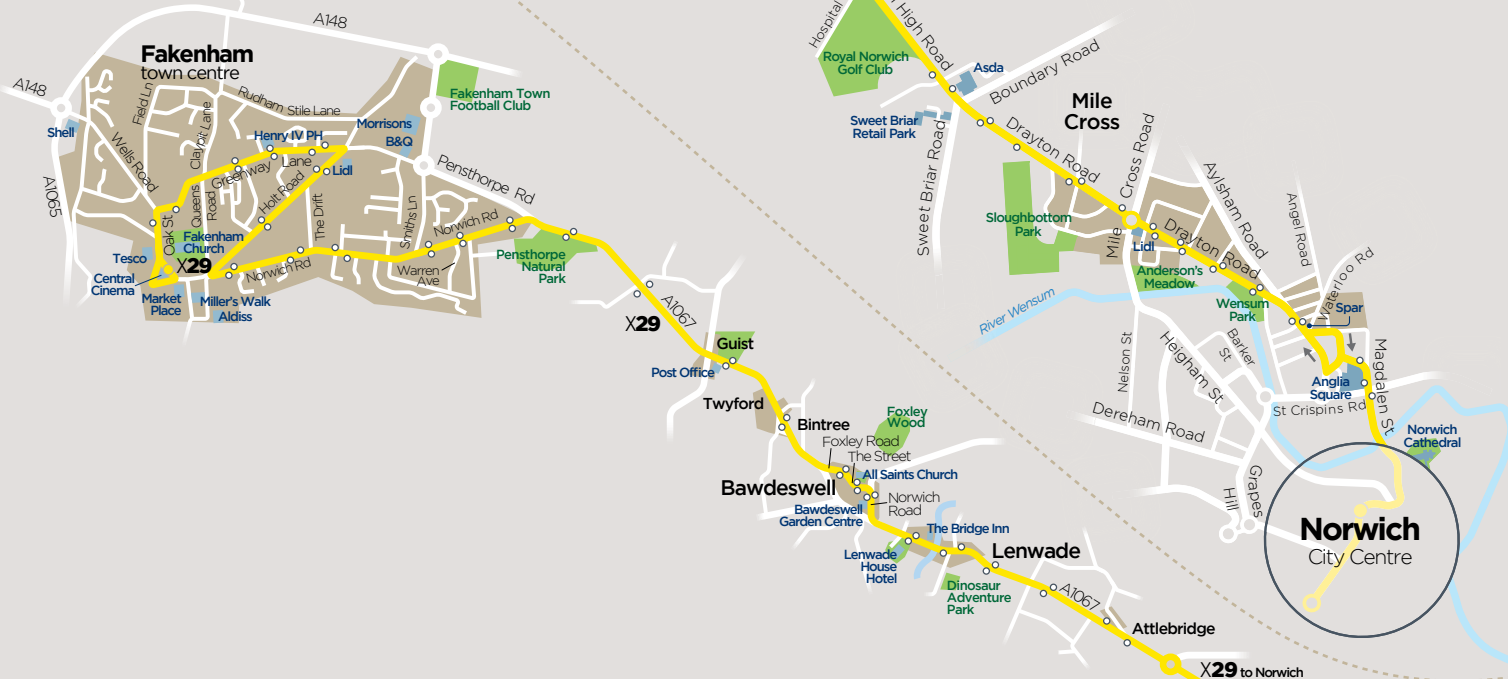 A148
Fakenham
town centre
A148
Field Ln
Rudham
Stile Lane
Fakenham Town
Football Club
Shell
Wells Road
Claypit Lane
Henry IV PH
Morrisons
B&Q
Greenway
Lane
Lidl
Pensthorpe Rd
A1065
Queens
Road
Holt Road
The Drift
Smiths Ln
Norwich Rd
Oak St
Fakenham
Church
Tesco
X29
Central
Cinema
Norwich Rd
Warren
Ave
Market
Place
Miller's Walk
Aldiss
Pensthorpe
Natural
Park
A1067
X29
Guist
Post Office
Twyford
Bintree
Foxley
Wood
Foxley Road
The Street
All Saints Church
Bawdeswell
Norwich
Road
Bawdeswell
Garden Centre
The Bridge Inn
Lenwade
House
Hotel
Lenwade
Dinosaur
Adventure
Park
A1067
Attlebridge
X29 to Norwich
Hospital
High Road
Royal Norwich
Golf Club
Asda
Boundary Road
Sweet Briar
Retail Park
Mile
Cross
Sweet Briar Road
Drayton Road
Mile
Cross Road
Aylsham Road
Angel Road
Sloughbottom
Park
Lidl
Drayton Road
Anderson's
Meadow
Wensum
Park
Waterloo Rd
Spar
River Wensum
Nelson St
Heigham St
Barker
St
Anglia
Square
Magdalen St
St Crispins Rd
Dereham Road
Norwich
Cathedral
Grapes
Hill
Norwich
City Centre